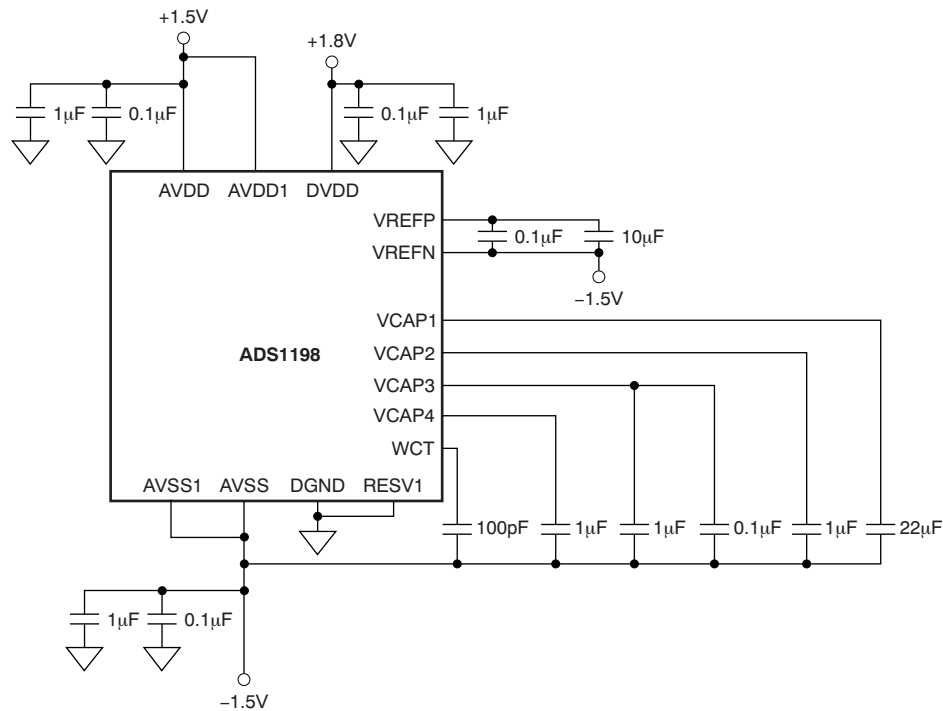 +1.5V
+1.8V
1μF
0.1μF
0.1μF
1μF
AVDD
AVDD1
DVDD
VREFP
0.1μF
10μF
VREFN
−1.5V
VCAP1
ADS1198
VCAP2
VCAP3
VCAP4
WCT
AVSS1
AVSS
DGND
RESV1
100pF
1μF
1μF
0.1μF
1μF
22μF
1μF
0.1μF
−1.5V